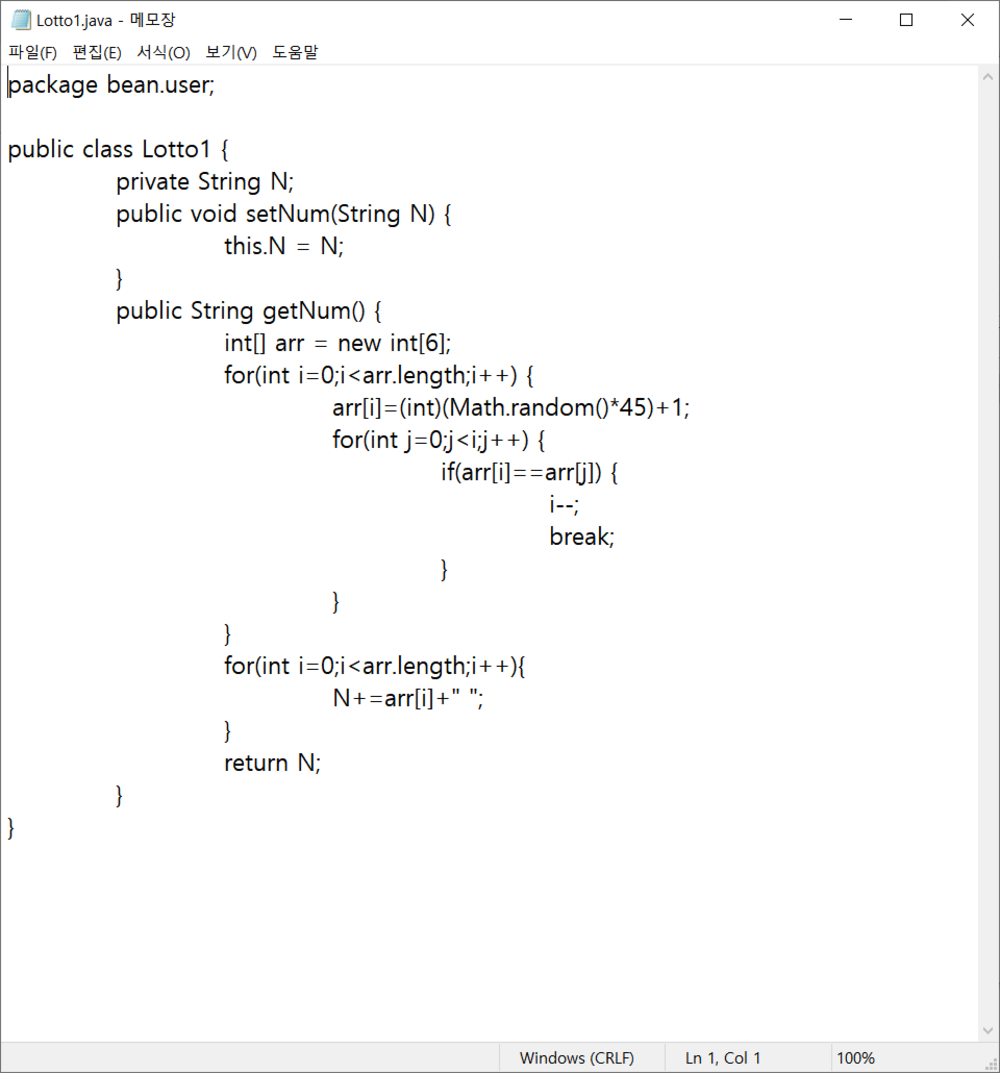 Lotto1.java - 메모장
파일(F) 편집(E) 서식(O) 보기(V) 도움말
package bean.user;
public class Lotto1 {
private String N;
public void setNum(String N) {
this.N = N;
}
public String getNum() {
int[] arr = new int[6];
for(int i=0;i<arr.length;i++) {
arr[i]=(int)(Math.random()*45)+1;
for(int j=0;j<i;j++) {
if(arr[i]==arr[j]) {
i--;
break;
}
}
}
for(int i=0;i<arr.length;i++){
N+=arr[i]+" ";
}
return N;
}
}
Windows (CRLF) Ln 1, Col 1 100%